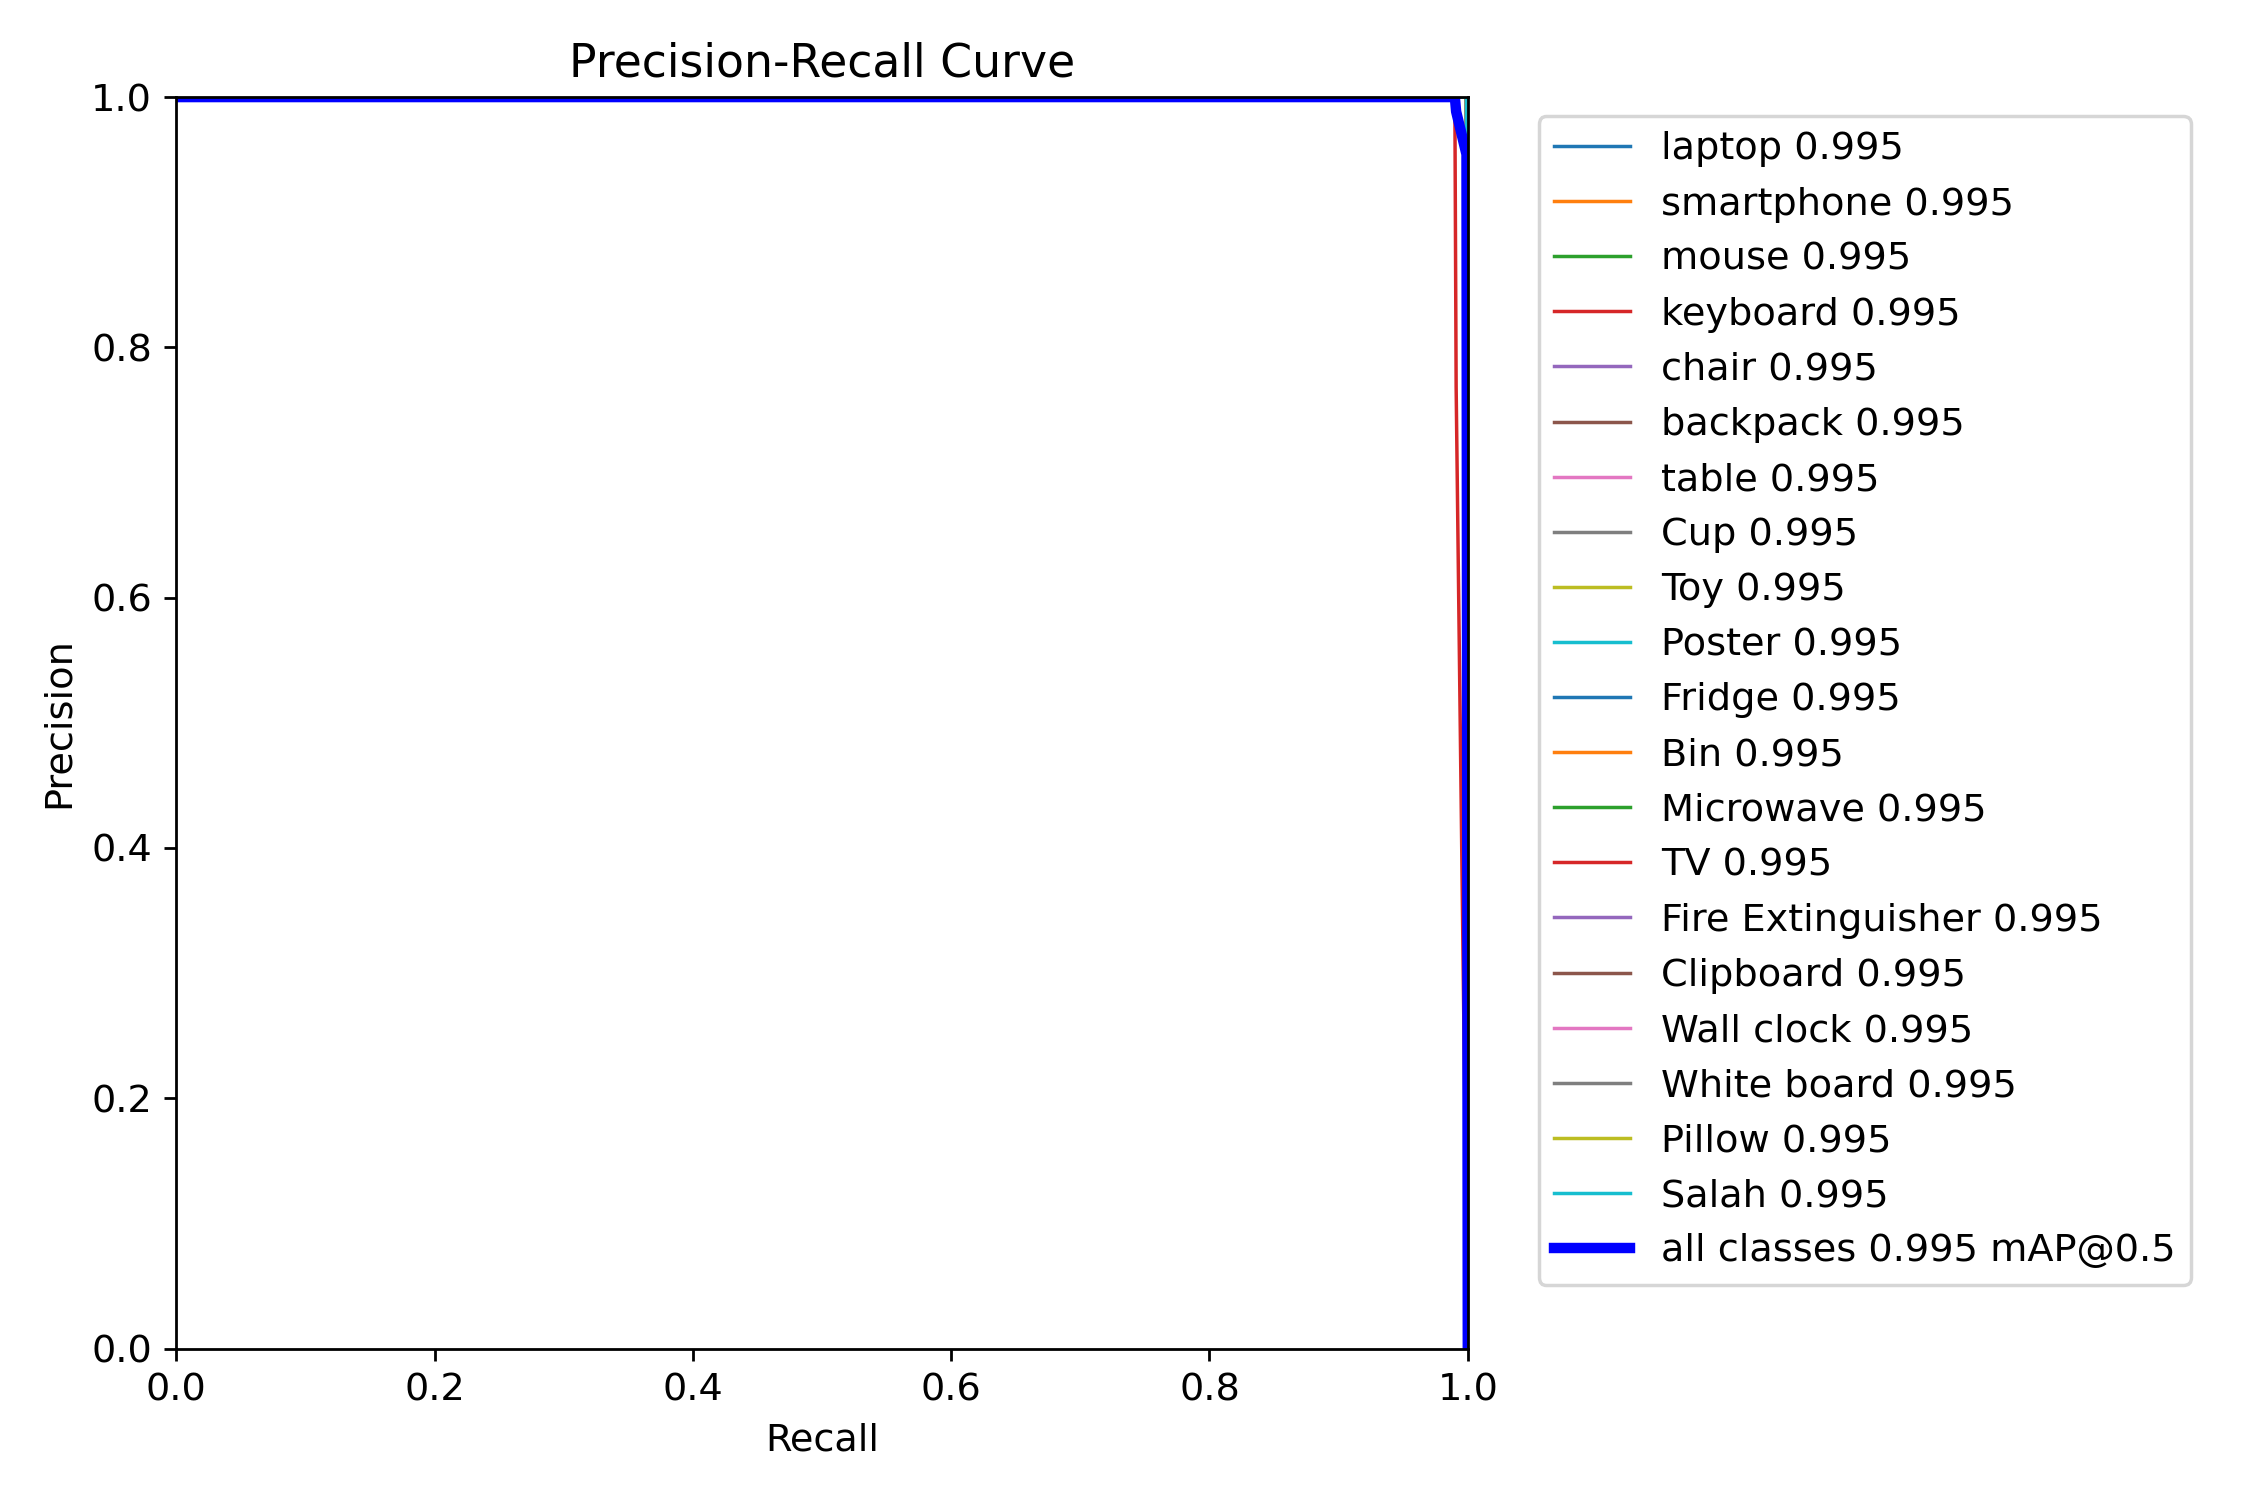 Precision-Recall Curve
1.0
0.8
0.6
0.4
0.2
0.0
Precision
0.0 0.2 0.4 0.6 0.8 1.0
Recall
laptop 0.995
smartphone 0.995
mouse 0.995
keyboard 0.995
chair 0.995
backpack 0.995
table 0.995
Cup 0.995
Toy 0.995
Poster 0.995
Fridge 0.995
Bin 0.995
Microwave 0.995
TV 0.995
Fire Extinguisher 0.995
Clipboard 0.995
Wall clock 0.995
White board 0.995
Pillow 0.995
Salah 0.995
all classes 0.995 mAP@0.5